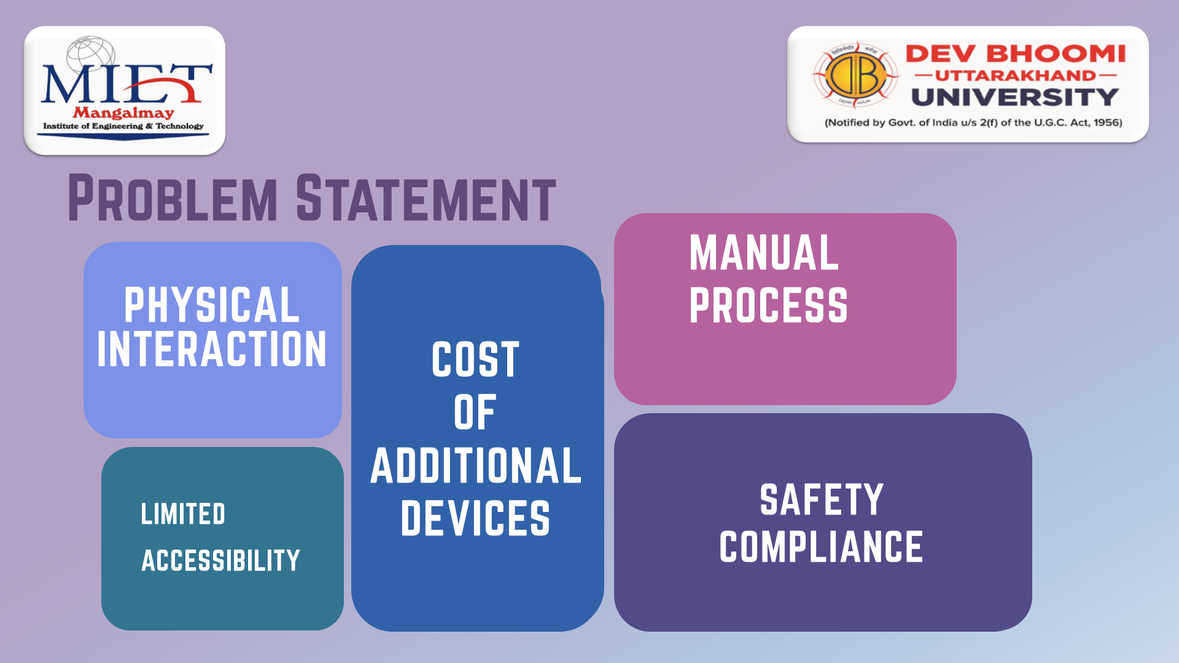 MIET
Mangalmay
Institute of Engineering & Technology
DEV BHOOMI
UTTARAKHAND
UNIVERSITY
(Notified by Govt. of India u/s 2(f) of the U.G.C. Act, 1956)
PROBLEM STATEMENT
PHYSICAL
INTERACTION
LIMITED
ACCESSIBILITY
COST
OF
ADDITIONAL
DEVICES
MANUAL
PROCESS
SAFETY
COMPLIANCE